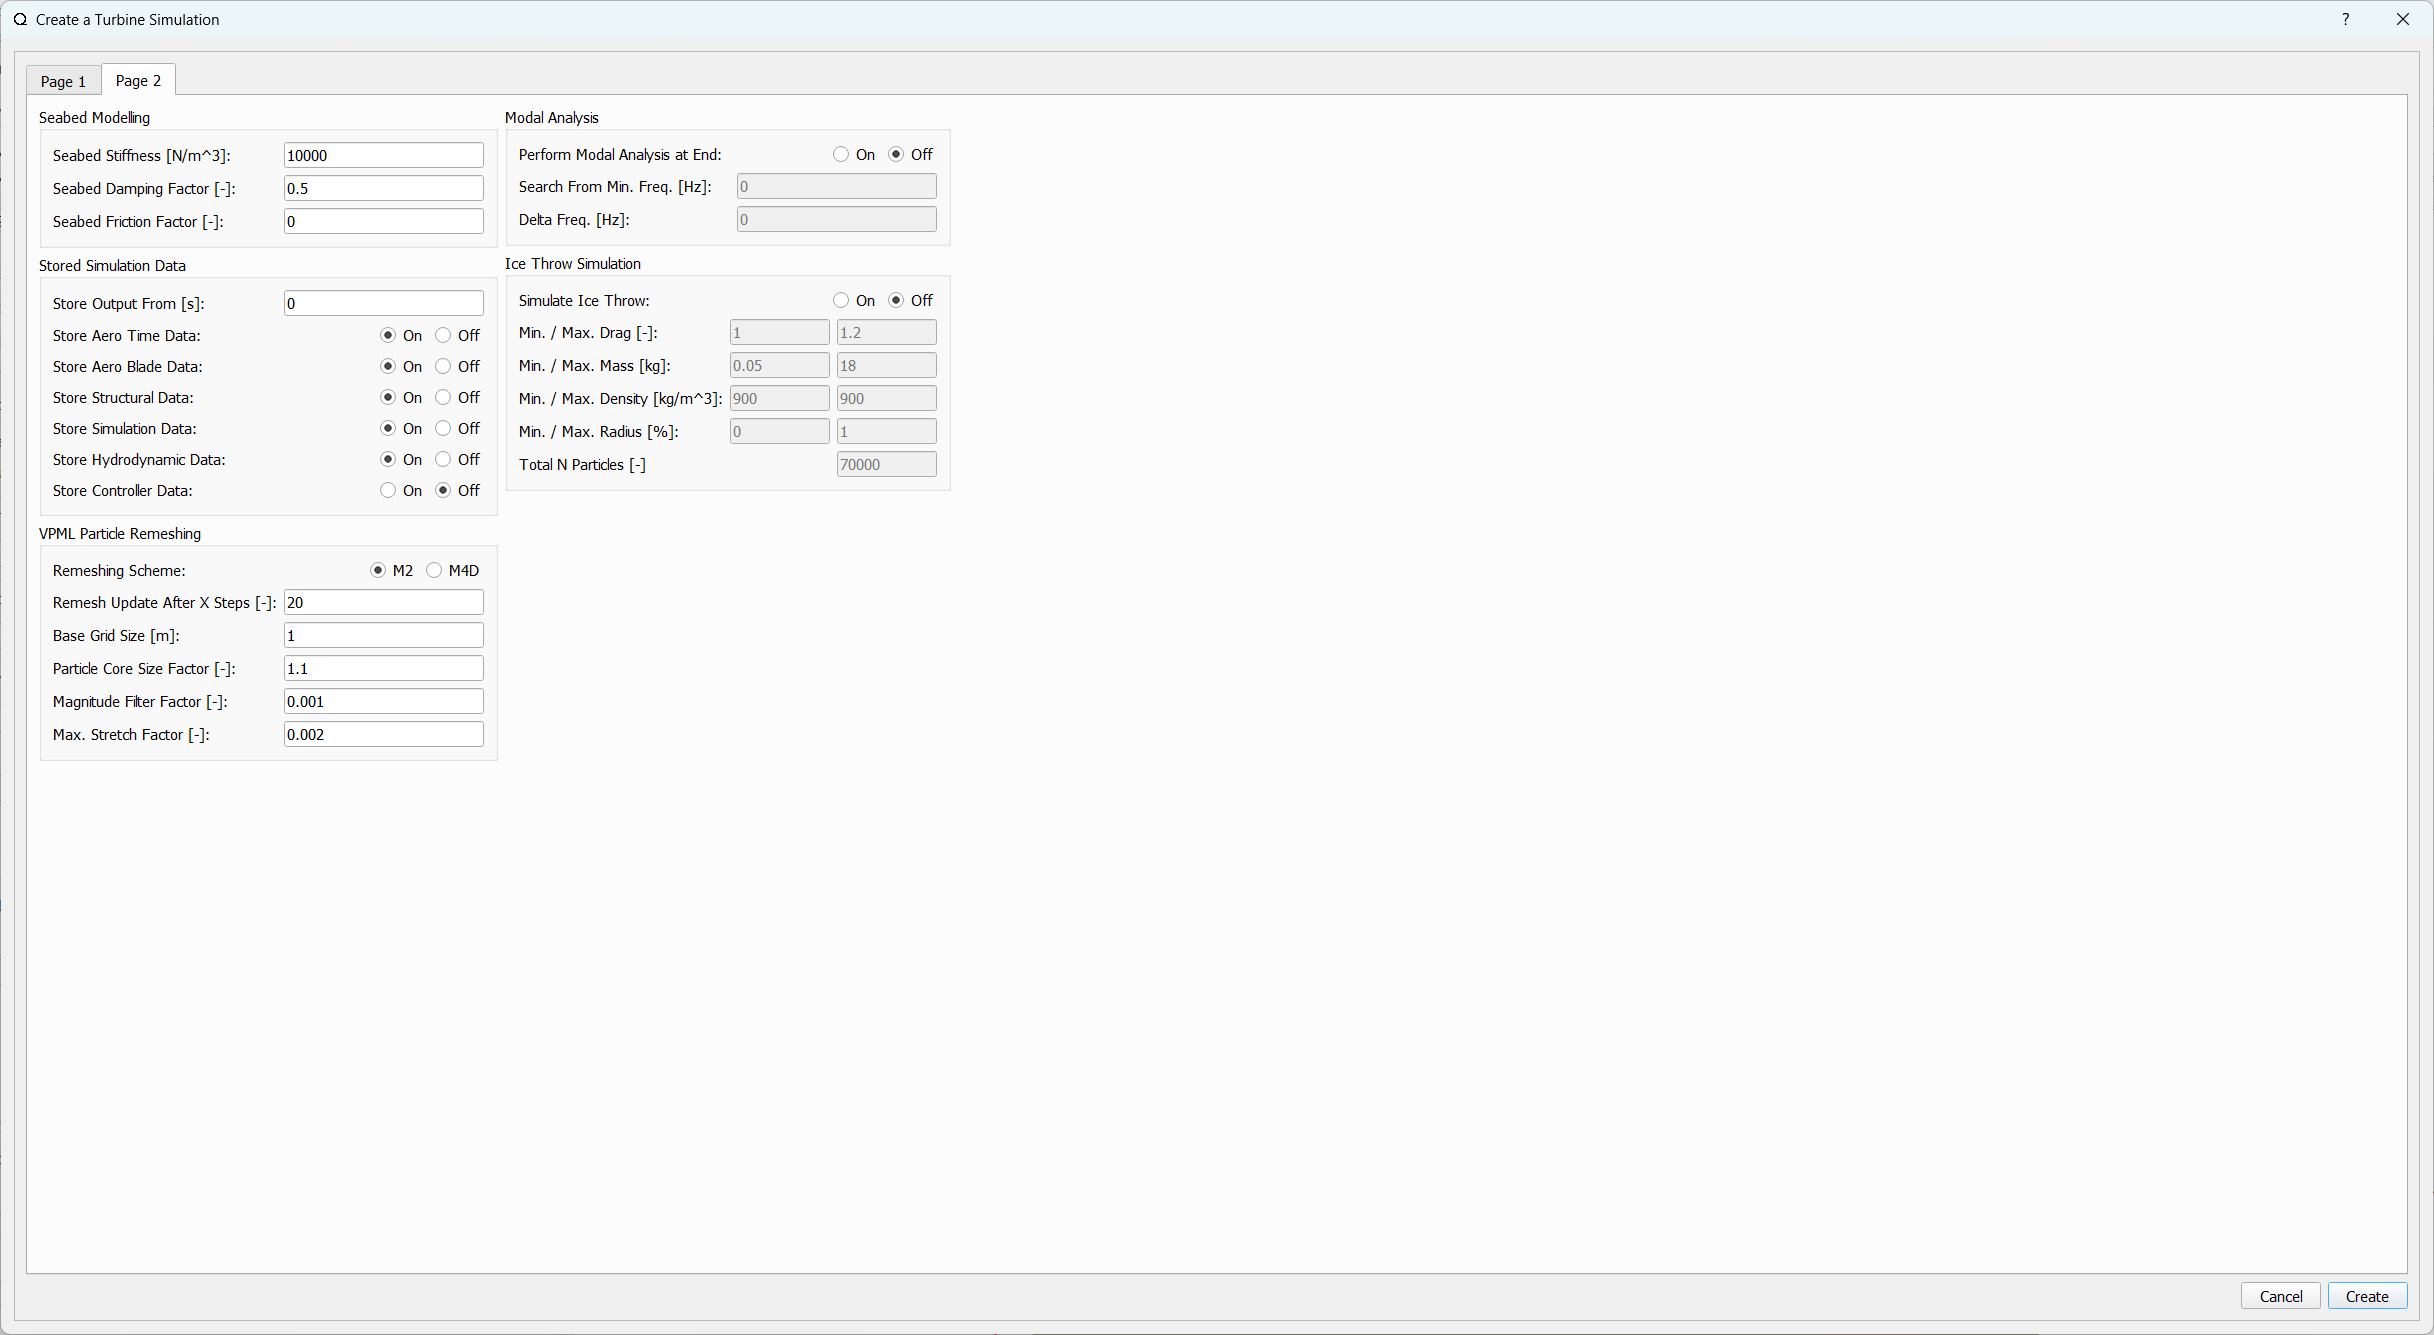 Create a Turbine Simulation
?
Page 1
Page 2
Seabed Modelling
Seabed Stiffness [N/m^3]: 10000
Seabed Damping Factor [-]: 0.5
Seabed Friction Factor [-]: 0
Stored Simulation Data
Store Output From [s]: 0
Store Aero Time Data: On Off
Store Aero Blade Data: On Off
Store Structural Data: On Off
Store Simulation Data: On Off
Store Hydrodynamic Data: On Off
Store Controller Data: On Off
VPML Particle Remeshing
Remeshing Scheme: M2 M4D
Remesh Update After X Steps [-]: 20
Base Grid Size [m]: 1
Particle Core Size Factor [-]: 1.1
Magnitude Filter Factor [-]: 0.001
Max. Stretch Factor [-]: 0.002
Modal Analysis
Perform Modal Analysis at End: On Off
Search From Min. Freq. [Hz]: 0
Delta Freq. [Hz]: 0
Ice Throw Simulation
Simulate Ice Throw: On Off
Min. / Max. Drag [-]: 1 1.2
Min. / Max. Mass [kg]: 0.05 18
Min. / Max. Density [kg/m^3]: 900 900
Min. / Max. Radius [%]: 0 1
Total N Particles [-] 70000
Cancel
Create